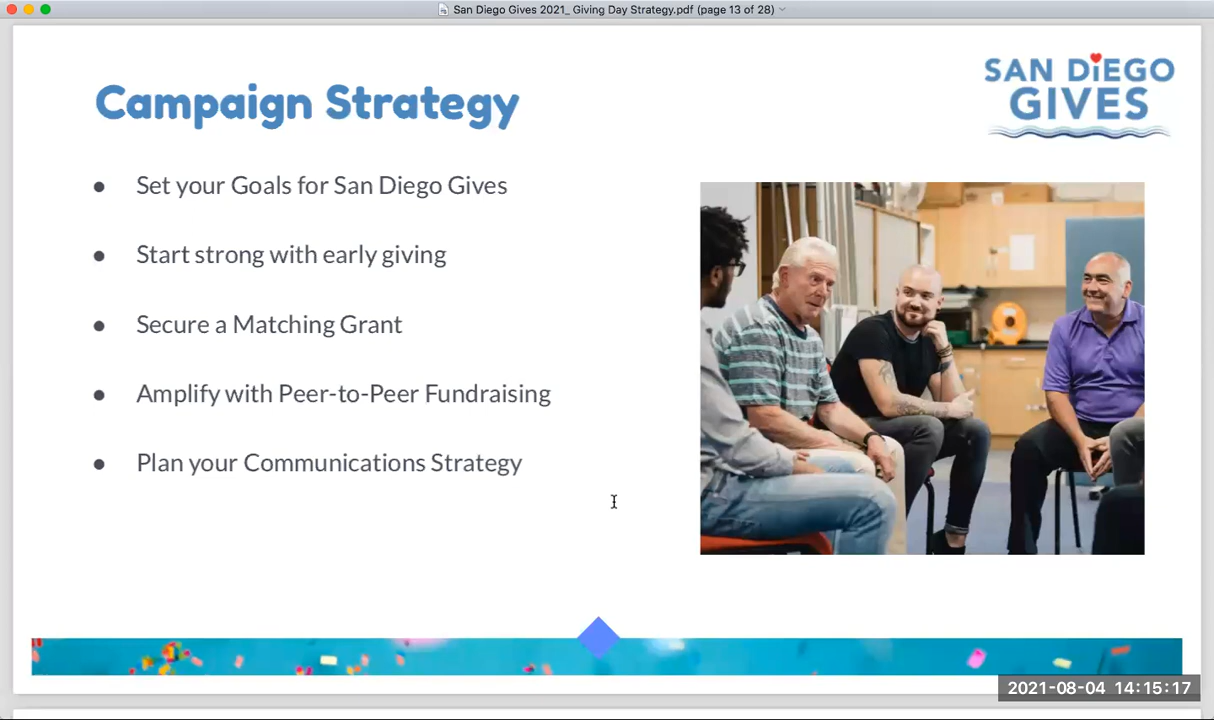 San Diego Gives 2021_ Giving Day Strategy.pdf (page 13 of 28)
SAN DIEGO
GIVES
Campaign Strategy
● Set your Goals for San Diego Gives
● Start strong with early giving
● Secure a Matching Grant
● Amplify with Peer-to-Peer Fundraising
● Plan your Communications Strategy
2021-08-04 14:15:17